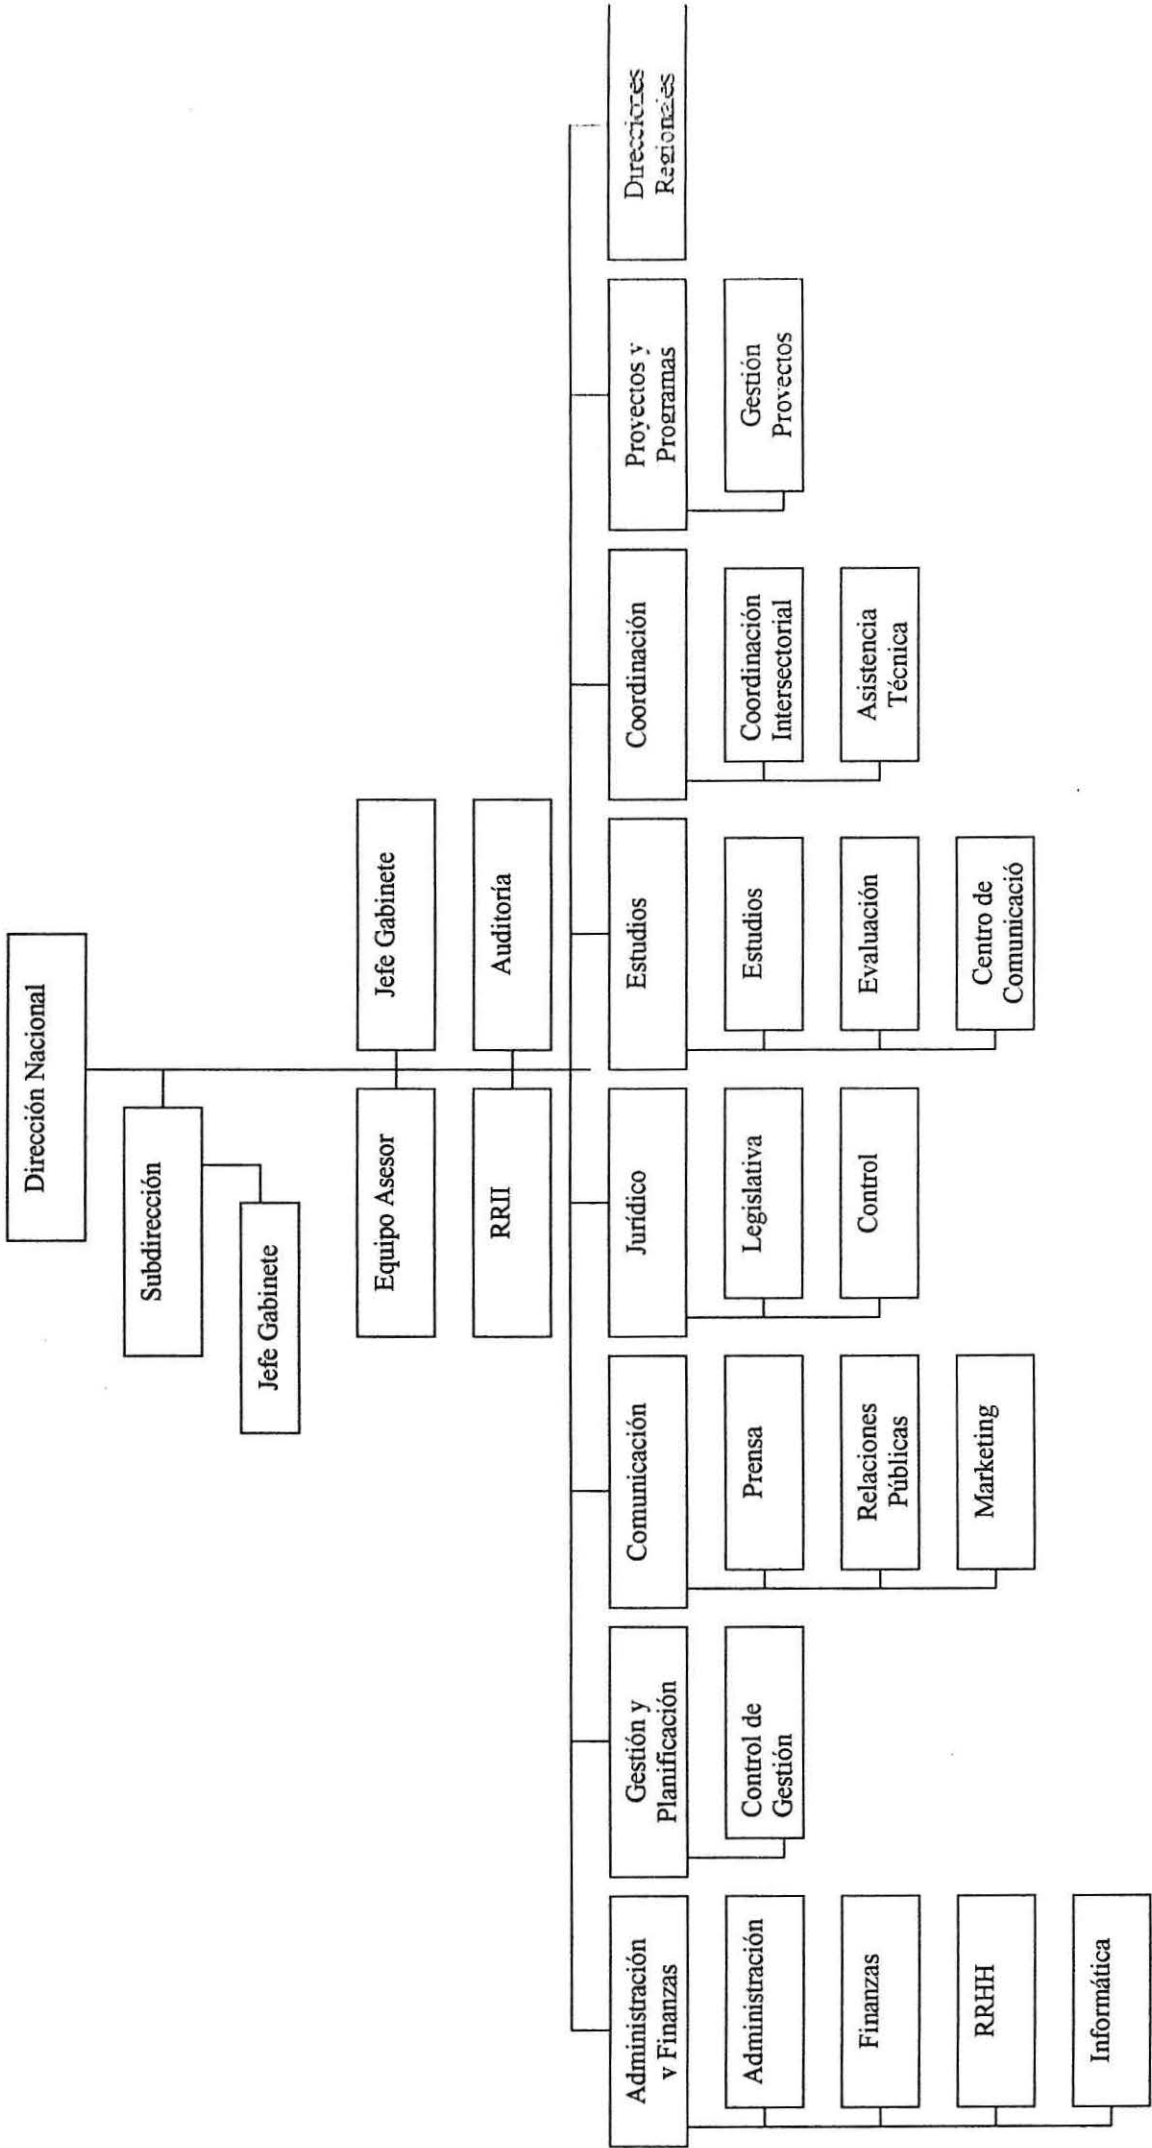 Dirección Nacional
Subdirección
Jefe Gabinete
Equipo Asesor
Jefe Gabinete
RRII
Auditoría
Administración
v Finanzas
Administración
Finanzas
RRHH
Informática
Gestión y
Planificación
Control de
Gestión
Comunicación
Prensa
Relaciones
Públicas
Marketing
Jurídico
Legislativa
Control
Estudios
Estudios
Evaluación
Centro de
Comunicació
Coordinación
Coordinación
Intersectorial
Asistencia
Técnica
Proyectos y
Programas
Gestión
Provectos
Direcciones
Regionales